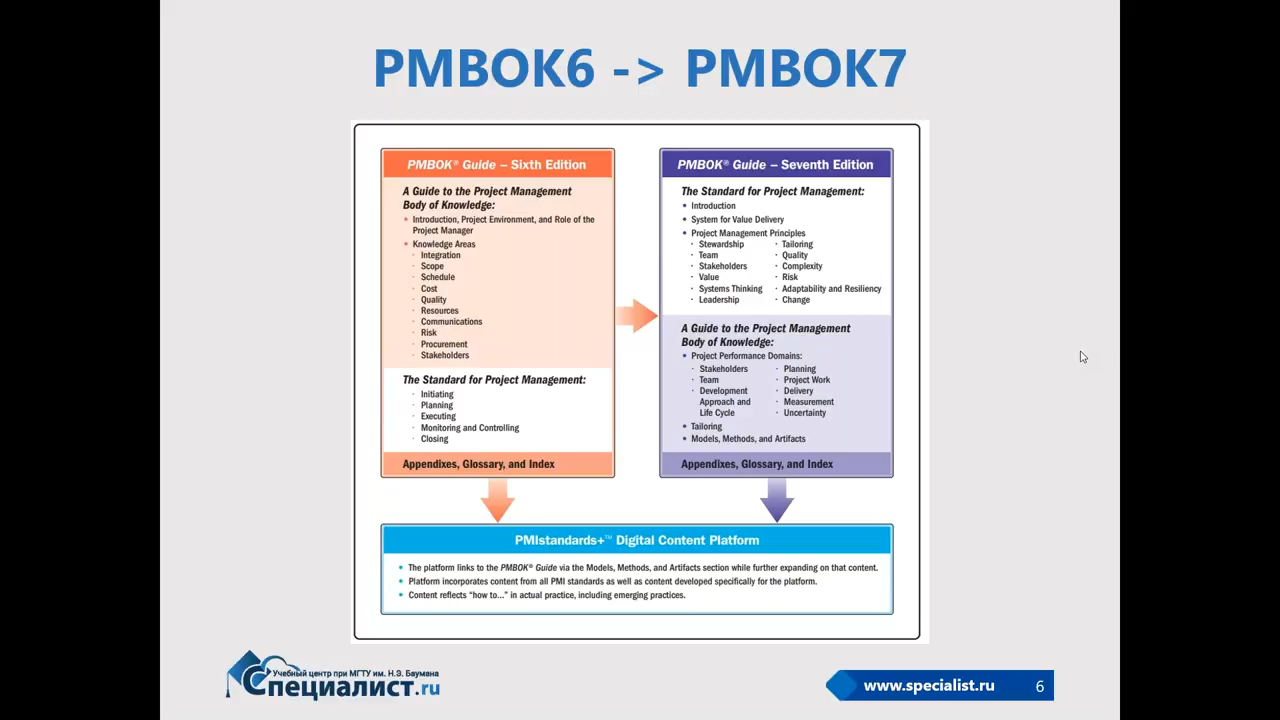 PMBOK6 -> PMBOK7
PMBOK® Guide – Sixth Edition
A Guide to the Project Management
Body of Knowledge:
• Introduction, Project Environment, and Role of the
Project Manager
• Knowledge Areas
· Integration
· Scope
· Schedule
· Cost
· Quality
· Resources
· Communications
· Risk
· Procurement
· Stakeholders
The Standard for Project Management:
· Initiating
· Planning
· Executing
· Monitoring and Controlling
· Closing
Appendixes, Glossary, and Index
PMBOK® Guide – Seventh Edition
The Standard for Project Management:
• Introduction
• System for Value Delivery
• Project Management Principles
· Stewardship
· Team
· Stakeholders
· Value
· Systems Thinking
· Leadership
· Tailoring
· Quality
· Complexity
· Risk
· Adaptability and Resiliency
· Change
A Guide to the Project Management
Body of Knowledge:
• Project Performance Domains:
· Stakeholders
· Team
· Development
Approach and
Life Cycle
· Planning
· Project Work
· Delivery
· Measurement
· Uncertainty
• Tailoring
• Models, Methods, and Artifacts
Appendixes, Glossary, and Index
PMIstandards+™ Digital Content Platform
• The platform links to the PMBOK® Guide via the Models, Methods, and Artifacts section while further expanding on that content.
• Platform incorporates content from all PMI standards as well as content developed specifically for the platform.
• Content reflects “how to...” in actual practice, including emerging practices.
Учебный центр при МГТУ им. Н.Э. Баумана
Специалист.ru
www.specialist.ru
6